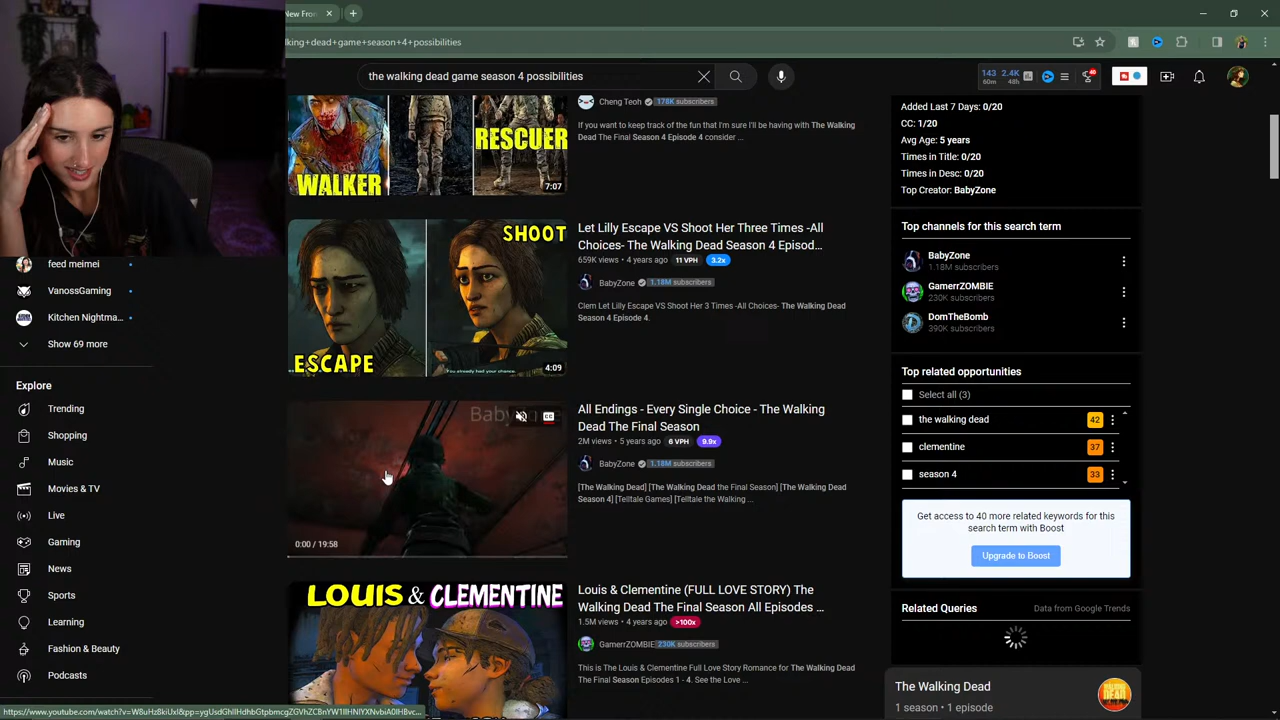 New Fron
lking+dead+game+season+4+possibilities
the walking dead game season 4 possibilities
143 2.4K
60m 48h
WALKER
RESCUER
7:07
Cheng Teoh 178K subscribers
If you want to keep track of the fun that I'm sure I'll be having with The Walking
Dead The Final Season 4 Episode 4 consider ...
SHOOT
ESCAPE
You already had your chance.
4:09
Let Lilly Escape VS Shoot Her Three Times -All
Choices- The Walking Dead Season 4 Episod...
659K views • 4 years ago 11 VPH 3.2x
BabyZone 1.18M subscribers
Clem Let Lilly Escape VS Shoot Her 3 Times -All Choices- The Walking Dead
Season 4 Episode 4.
Baby
0:00 / 19:58
All Endings - Every Single Choice - The Walking
Dead The Final Season
2M views • 5 years ago 6 VPH 9.9x
BabyZone 1.18M subscribers
[The Walking Dead] [The Walking Dead the Final Season] [The Walking Dead
Season 4] [Telltale Games] [Telltale the Walking ...
LOUIS & CLEMENTINE
Louis & Clementine (FULL LOVE STORY) The
Walking Dead The Final Season All Episodes ...
1.5M views • 4 years ago >100x
GamerrZOMBIE 230K subscribers
This is The Louis & Clementine Full Love Story Romance for The Walking Dead
The Final Season Episodes 1 - 4. See the Love ...
feed meimei
VanossGaming
Kitchen Nightma...
Show 69 more
Explore
Trending
Shopping
Music
Movies & TV
Live
Gaming
News
Sports
Learning
Fashion & Beauty
Podcasts
Added Last 7 Days: 0/20
CC: 1/20
Avg Age: 5 years
Times in Title: 0/20
Times in Desc: 0/20
Top Creator: BabyZone
Top channels for this search term
BabyZone
1.18M subscribers
GamerrZOMBIE
230K subscribers
DomTheBomb
390K subscribers
Top related opportunities
Select all (3)
the walking dead 42
clementine 37
season 4 33
Get access to 40 more related keywords for this
search term with Boost
Upgrade to Boost
Related Queries Data from Google Trends
The Walking Dead
1 season • 1 episode